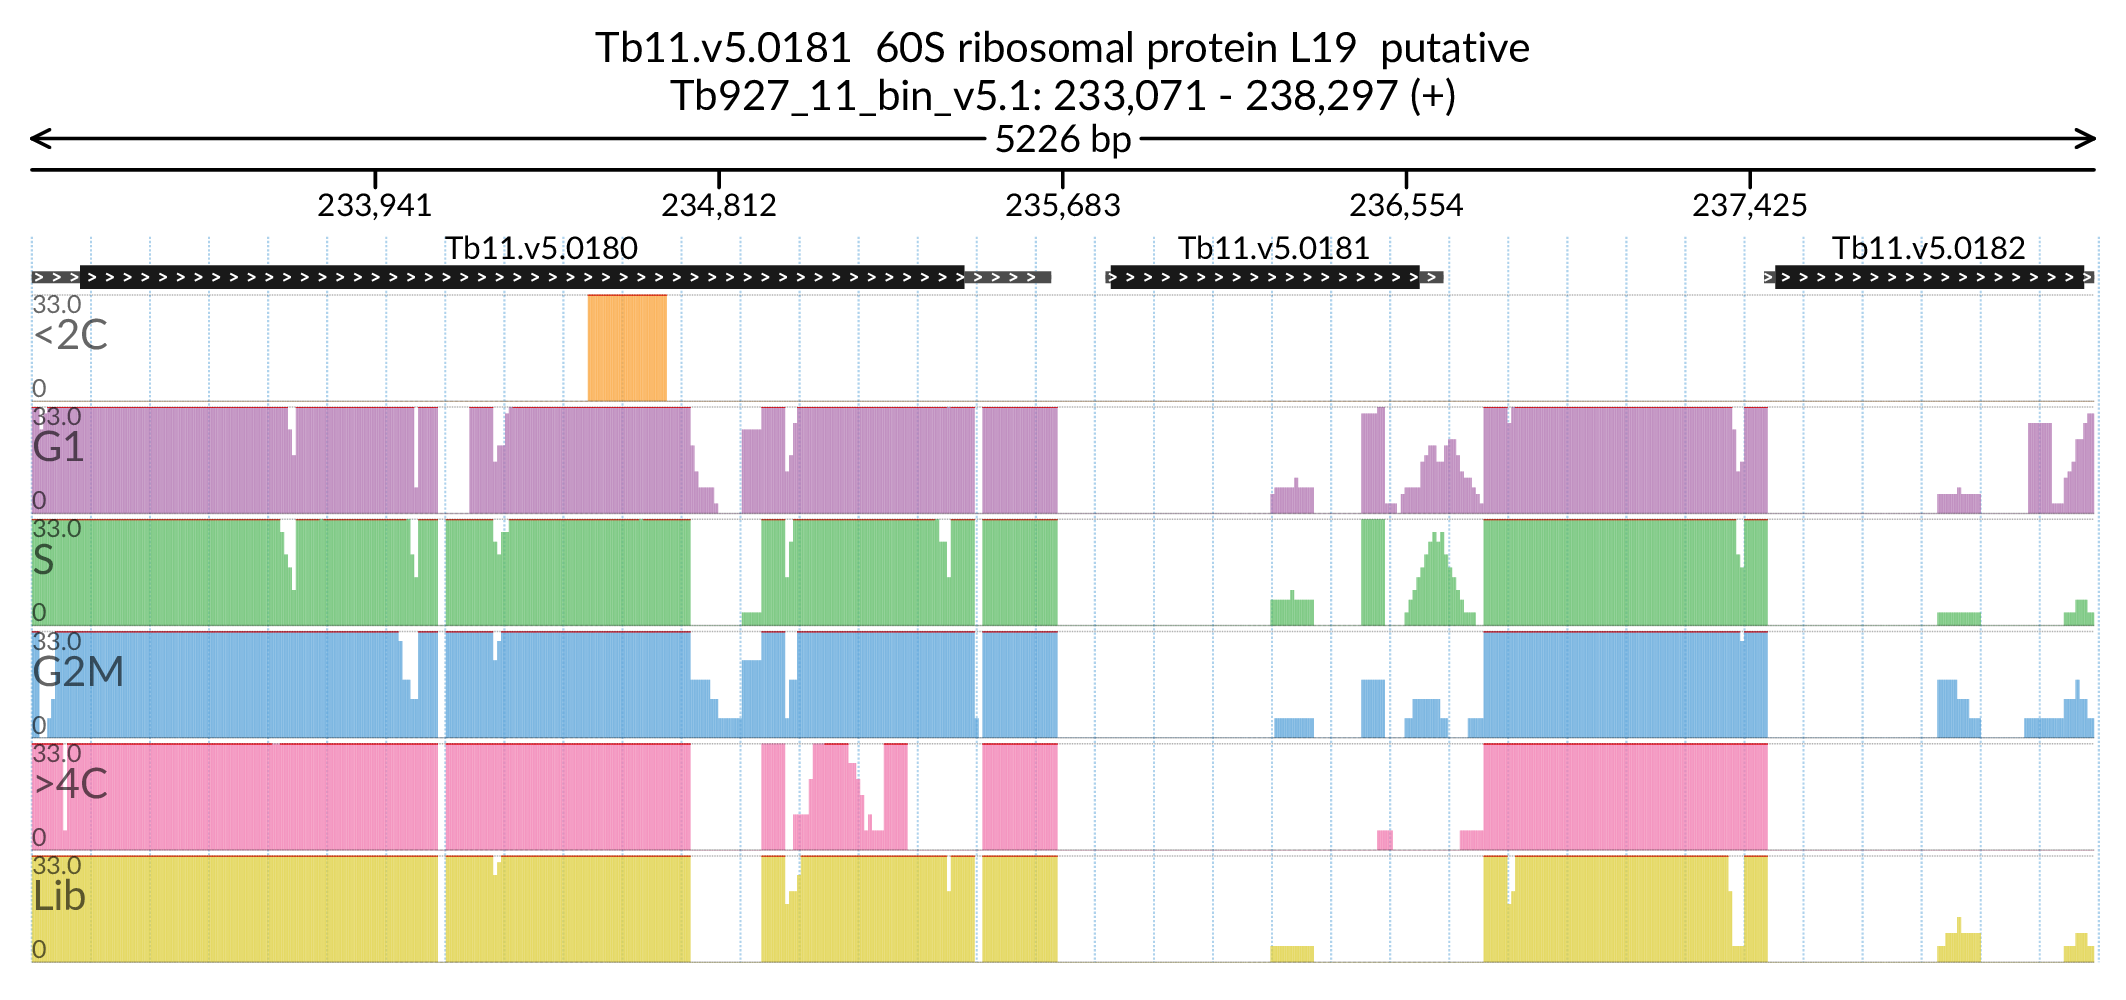 Tb11.v5.0181 60S ribosomal protein L19 putative
Tb927_11_bin_v5.1: 233,071 - 238,297 (+)
5226 bp
233,941 234,812 235,683 236,554 237,425
Tb11.v5.0180 Tb11.v5.0181 Tb11.v5.0182
33.0
<2C
0
33.0
G1
0
33.0
S
0
33.0
G2M
0
33.0
>4C
0
33.0
Lib
0